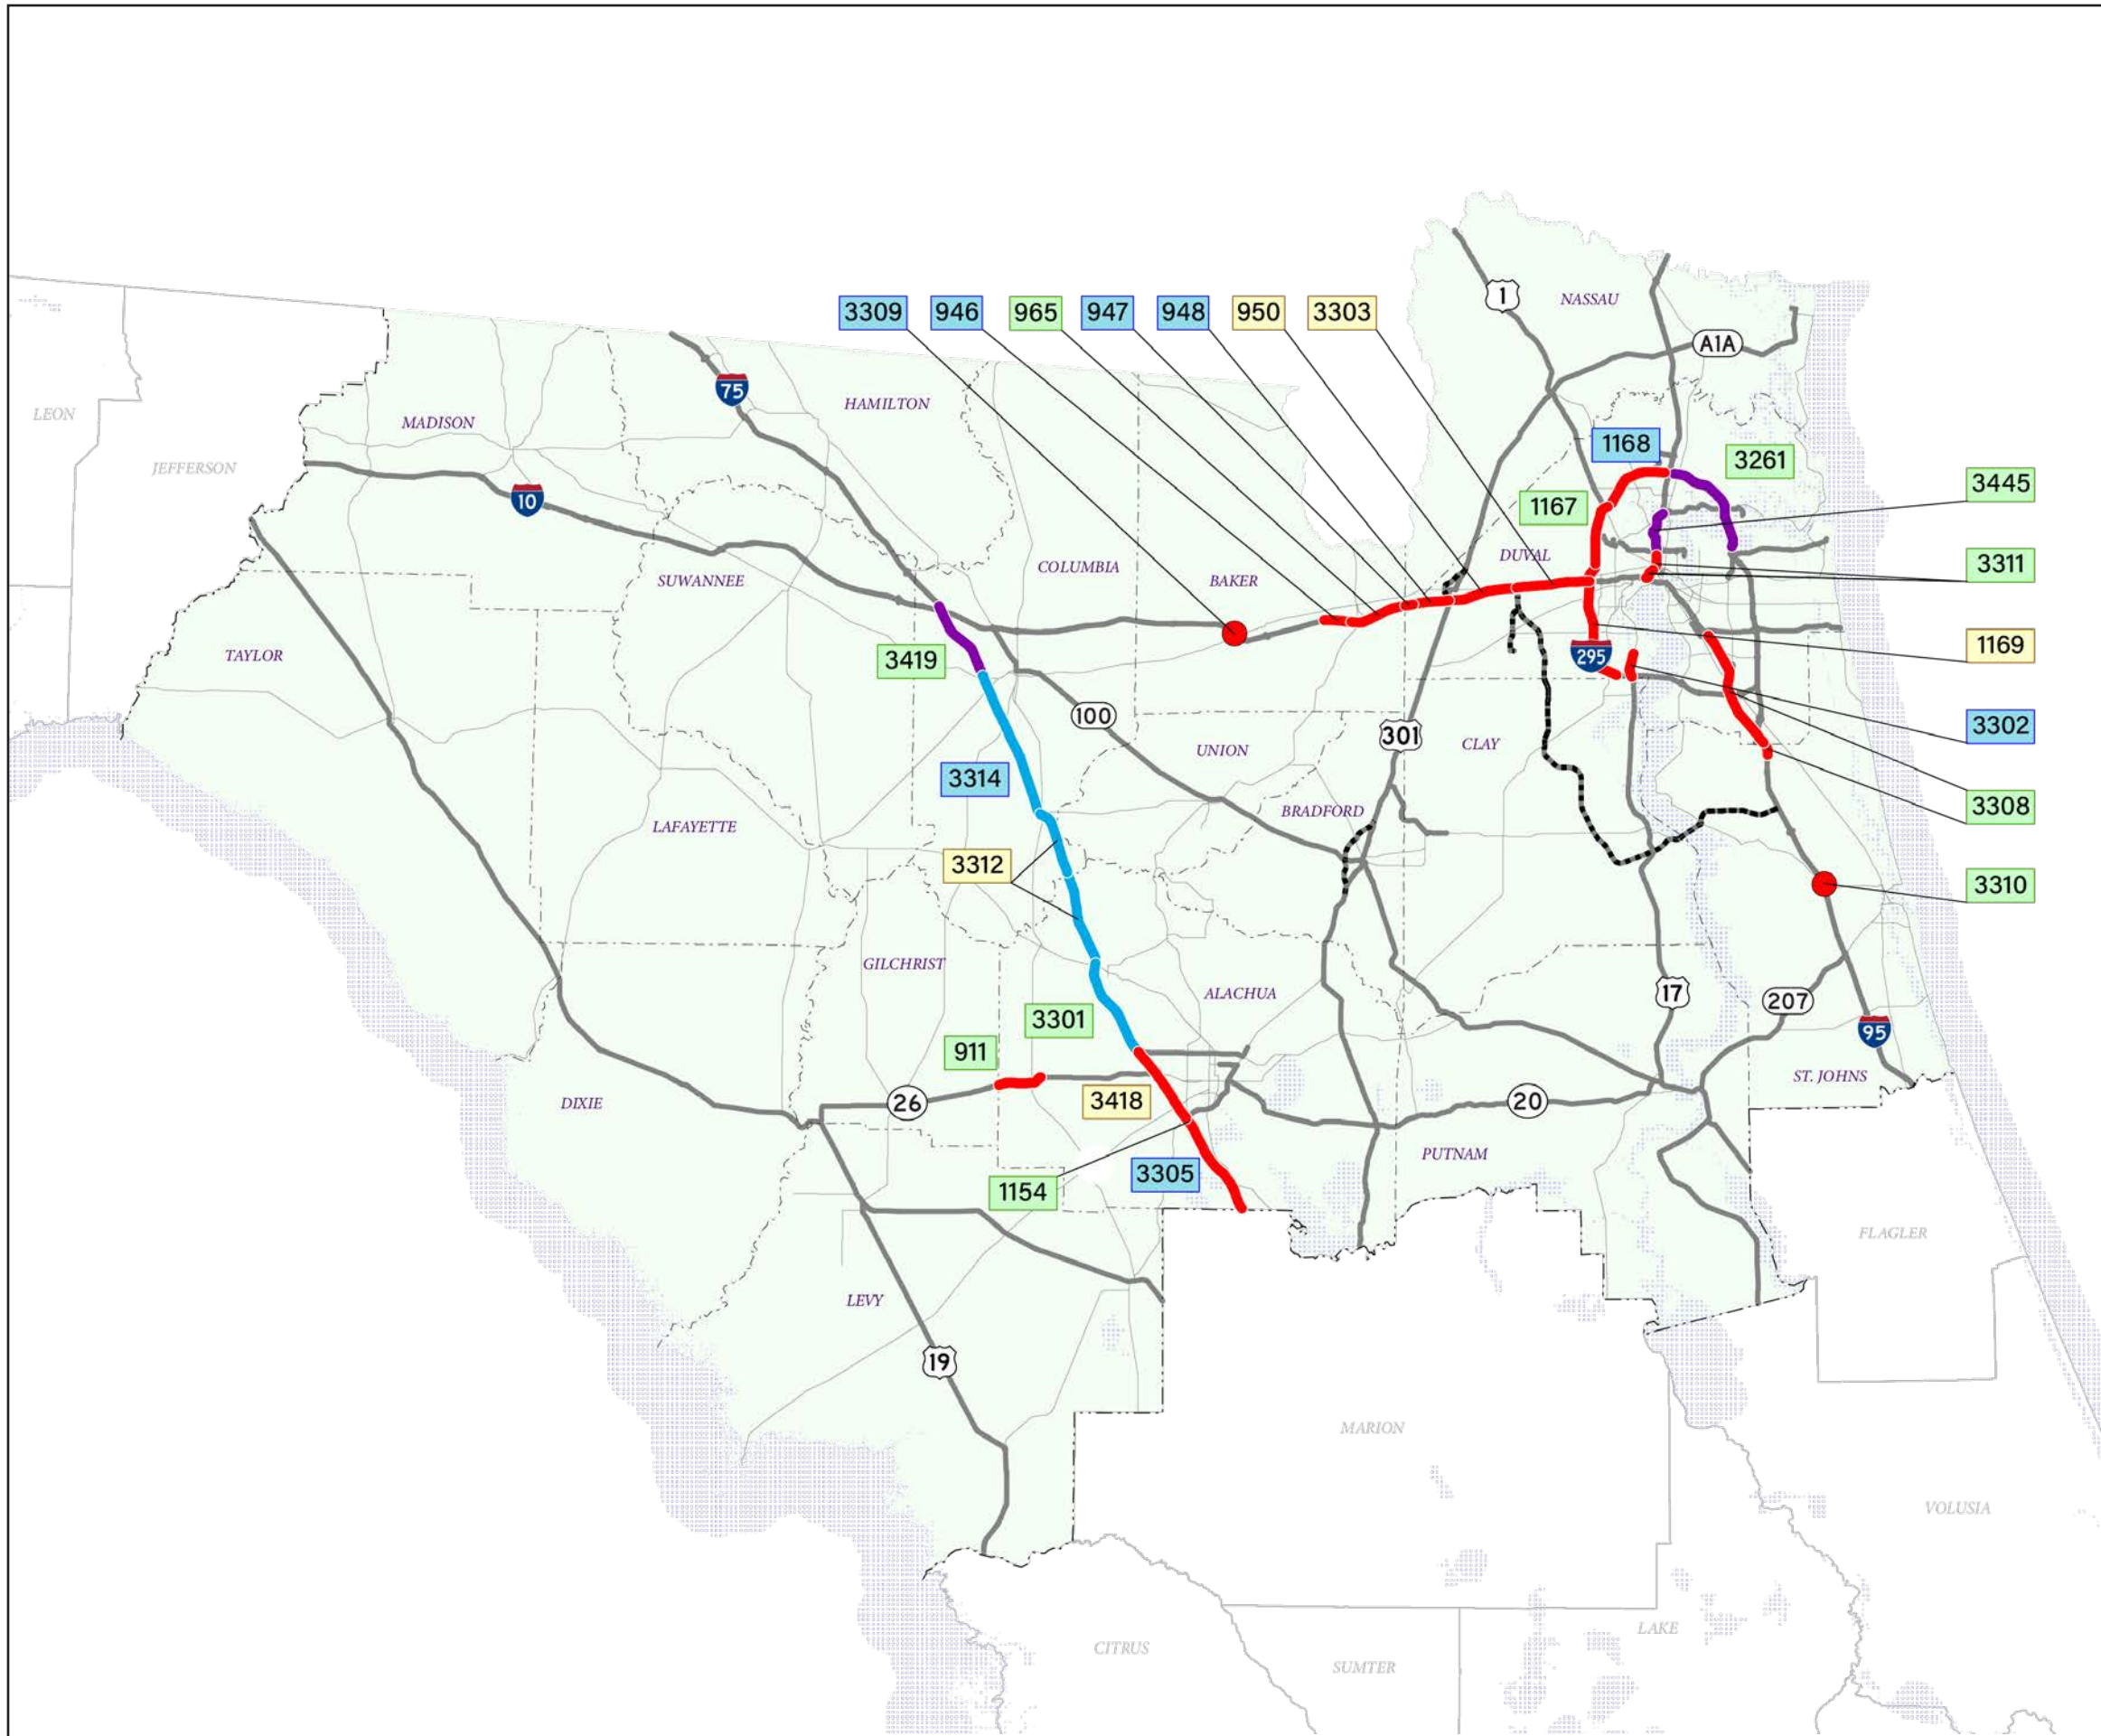 3309 946 965 947 948 950 3303
1
NASSAU
A1A
75
HAMILTON
LEON
MADISON
1168
3261
JEFFERSON
3445
10
1167
DUVAL
3311
COLUMBIA
BAKER
SUWANNEE
1169
TAYLOR
3419
295
100
3302
301
CLAY
UNION
3314
3308
BRADFORD
LAFAYETTE
3312
3310
GILCHRIST
ALACHUA
17
207
3301
95
911
ST. JOHNS
DIXIE
26
3418
20
PUTNAM
3305
1154
FLAGLER
LEVY
19
MARION
VOLUSIA
LAKE
CITRUS
SUMTER